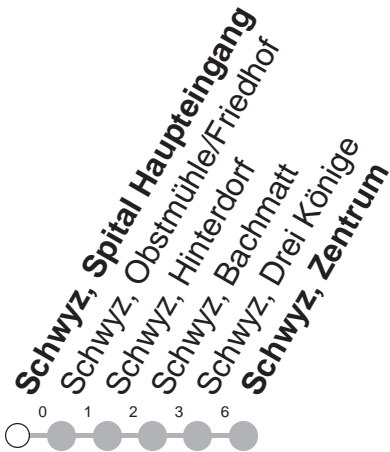 Schwyz, Spital Haupteingang
Schwyz, Obstmühle/Friedhof
Schwyz, Hinterdorf
Schwyz, Bachmatt
Schwyz, Drei Könige
Schwyz, Zentrum
0 1 2 3 6